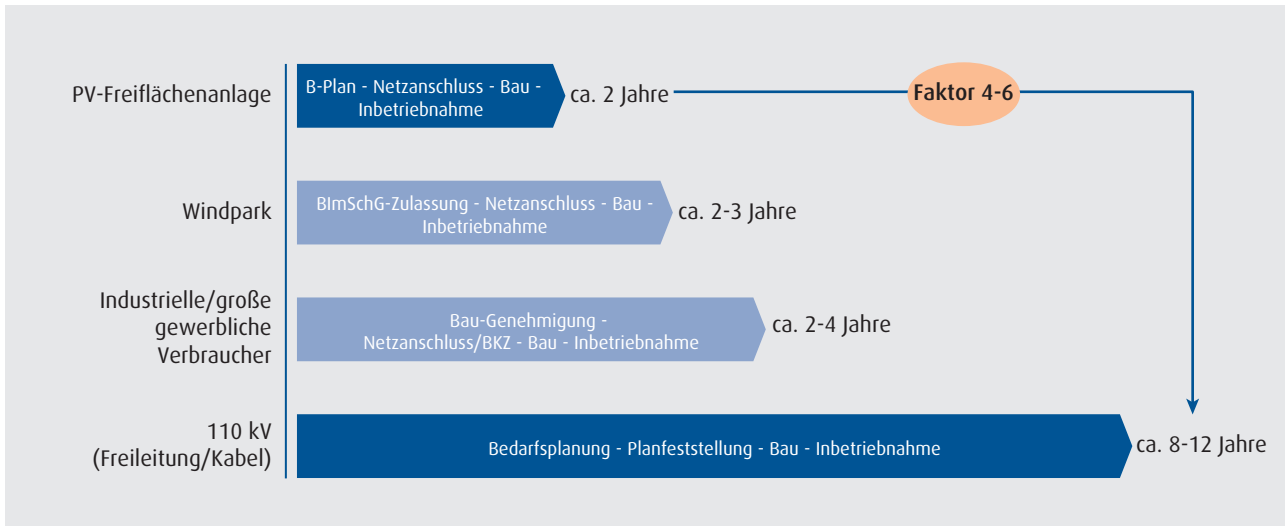 PV-Freiflächenanlage
B-Plan - Netzanschluss - Bau -
Inbetriebnahme
ca. 2 Jahre
Faktor 4-6
Windpark
BImSchG-Zulassung - Netzanschluss - Bau -
Inbetriebnahme
ca. 2-3 Jahre
Industrielle/große
gewerbliche
Verbraucher
Bau-Genehmigung -
Netzanschluss/BKZ - Bau - Inbetriebnahme
ca. 2-4 Jahre
110 kV
(Freileitung/Kabel)
Bedarfsplanung - Planfeststellung - Bau - Inbetriebnahme
ca. 8-12 Jahre